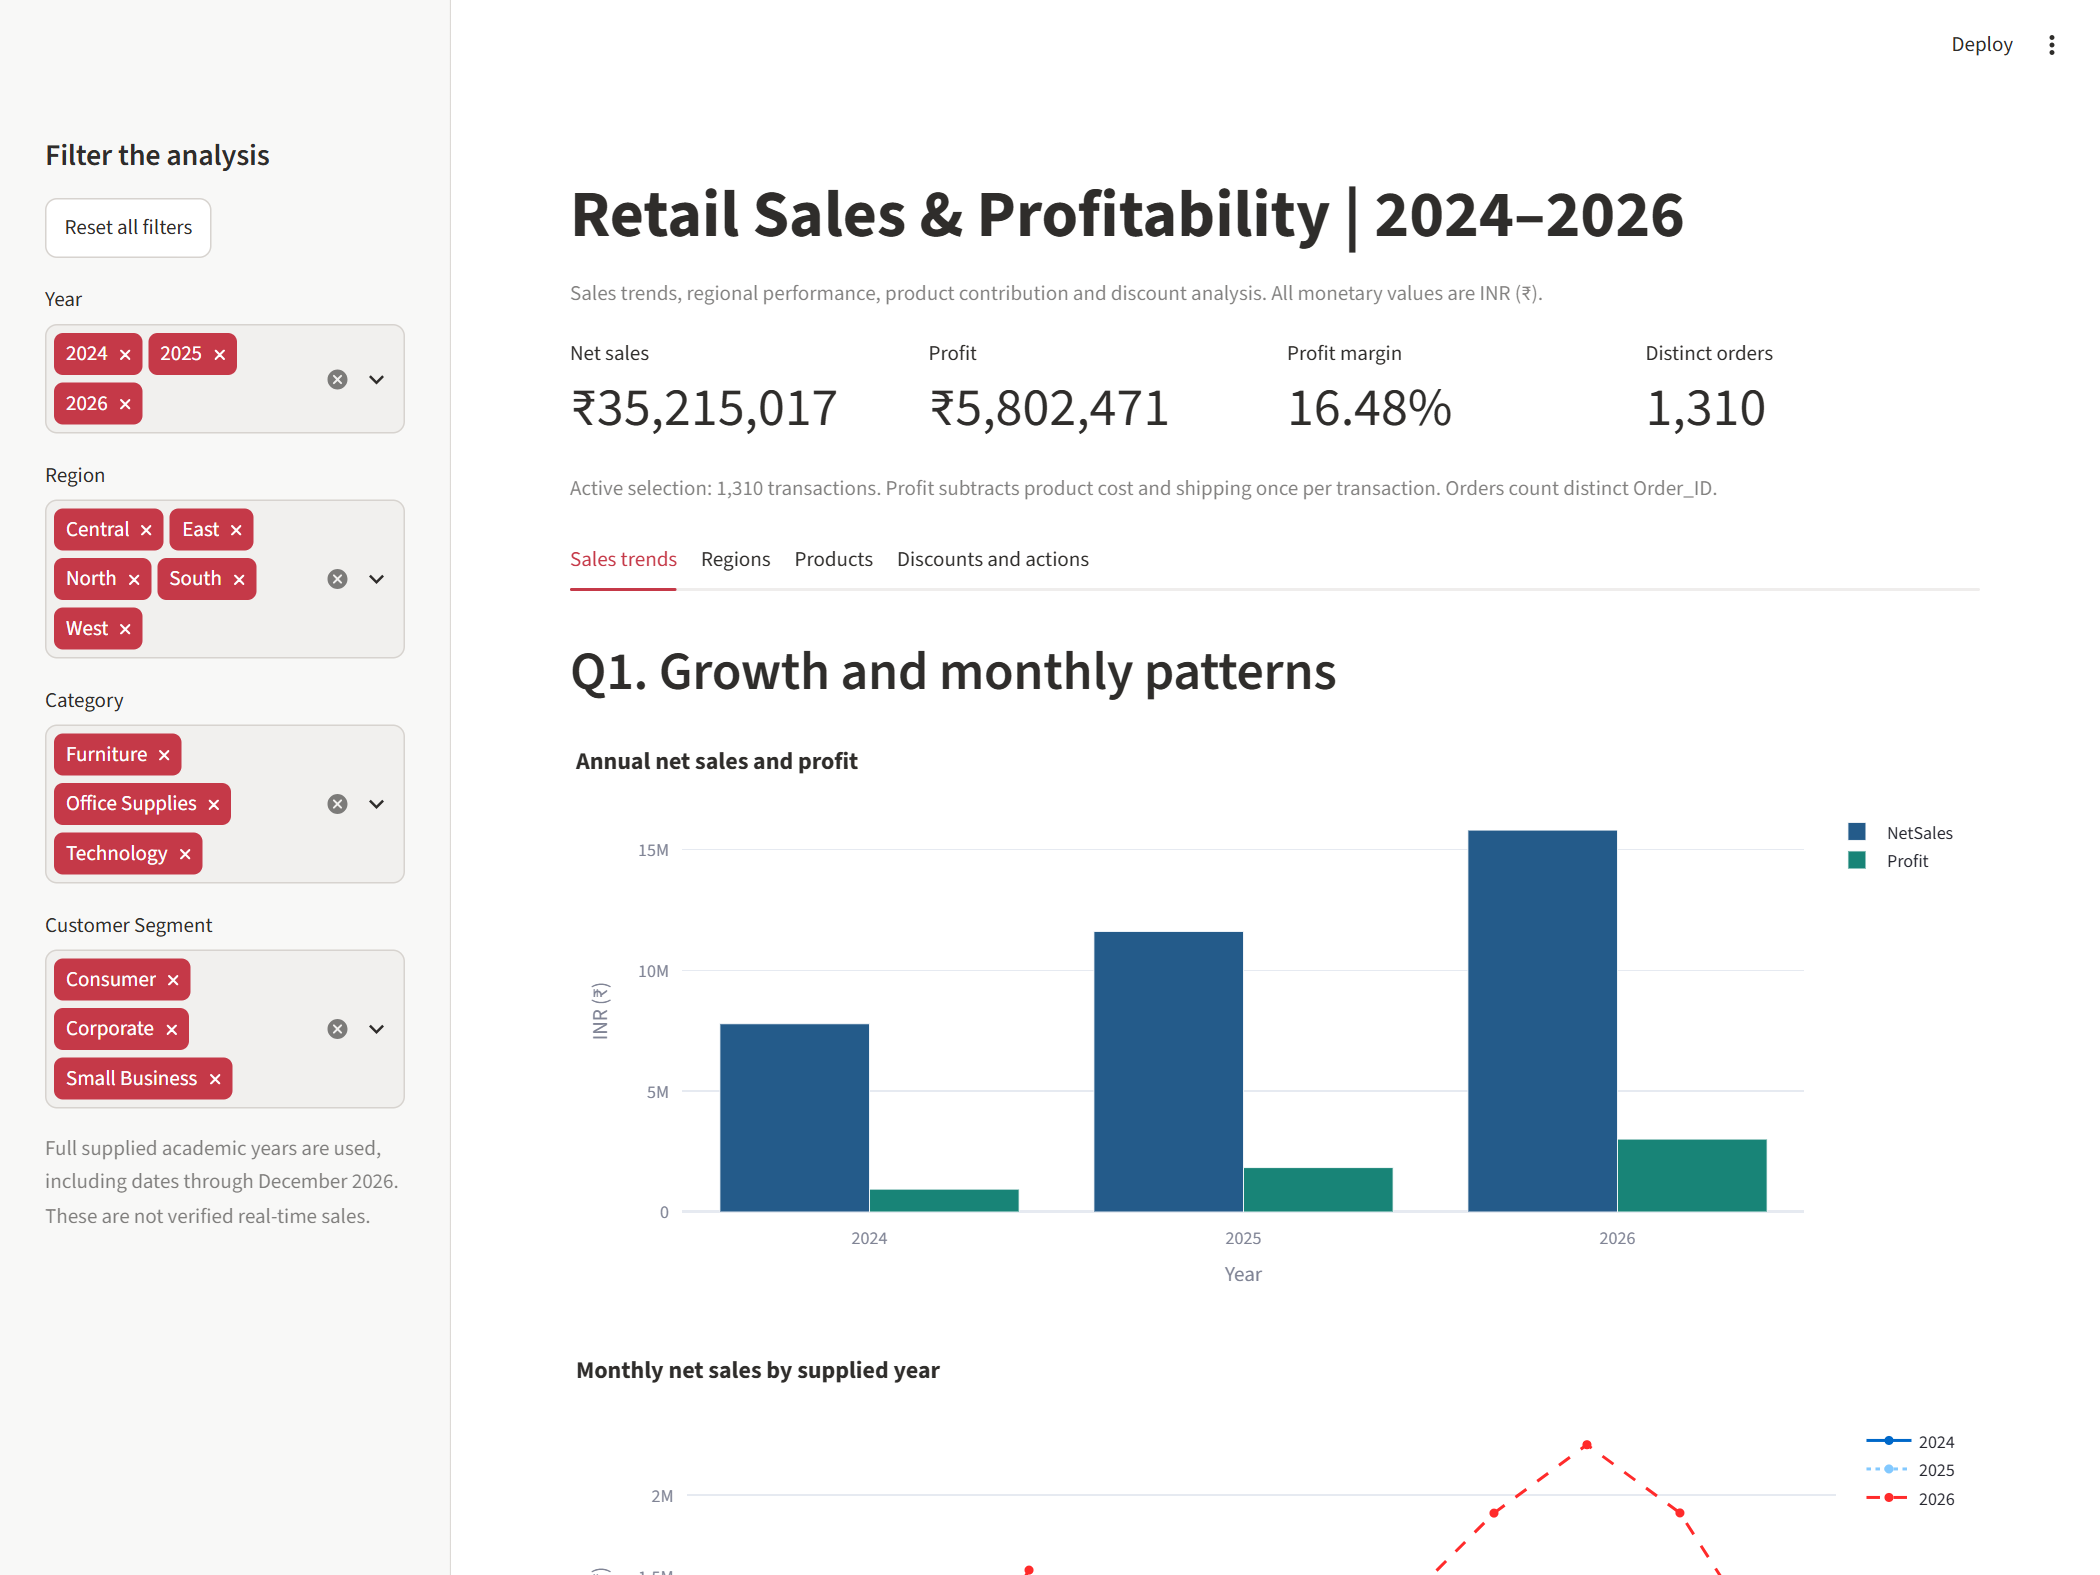 Deploy
Filter the analysis
Reset all filters
Year
2024 2025
2026
Region
Central East
North South
West
Category
Furniture
Office Supplies
Technology
Customer Segment
Consumer
Corporate
Small Business
Full supplied academic years are used,
including dates through December 2026.
These are not verified real-time sales.
Retail Sales & Profitability | 2024–2026
Sales trends, regional performance, product contribution and discount analysis. All monetary values are INR (₹).
Net sales Profit Profit margin Distinct orders
₹35,215,017 ₹5,802,471 16.48% 1,310
Active selection: 1,310 transactions. Profit subtracts product cost and shipping once per transaction. Orders count distinct Order_ID.
Sales trends Regions Products Discounts and actions
Q1. Growth and monthly patterns
Annual net sales and profit
NetSales
Profit
15M
10M
5M
0
INR (₹)
2024 2025 2026
Year
Monthly net sales by supplied year
2024
2025
2026
2M